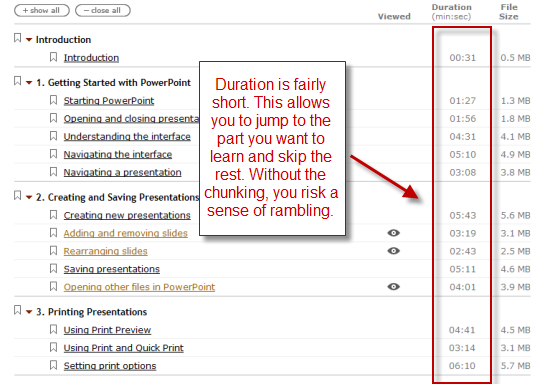 + show all – close all
Viewed Duration (min:sec) File Size
Introduction
Introduction 00:31 0.5 MB
1. Getting Started with PowerPoint
Starting PowerPoint 01:27 1.3 MB
Opening and closing presenta 01:56 1.8 MB
Understanding the interface 04:31 4.1 MB
Navigating the interface 05:10 4.9 MB
Navigating a presentation 03:08 3.8 MB
2. Creating and Saving Presentations
Creating new presentations 05:43 5.6 MB
Adding and removing slides 03:19 3.1 MB
Rearranging slides 02:43 2.5 MB
Saving presentations 05:11 4.6 MB
Opening other files in PowerPoint 04:01 3.9 MB
3. Printing Presentations
Using Print Preview 04:41 4.5 MB
Using Print and Quick Print 03:14 3.1 MB
Setting print options 06:10 5.7 MB
Duration is fairly
short. This allows
you to jump to the
part you want to
learn and skip the
rest. Without the
chunking, you risk a
sense of rambling.